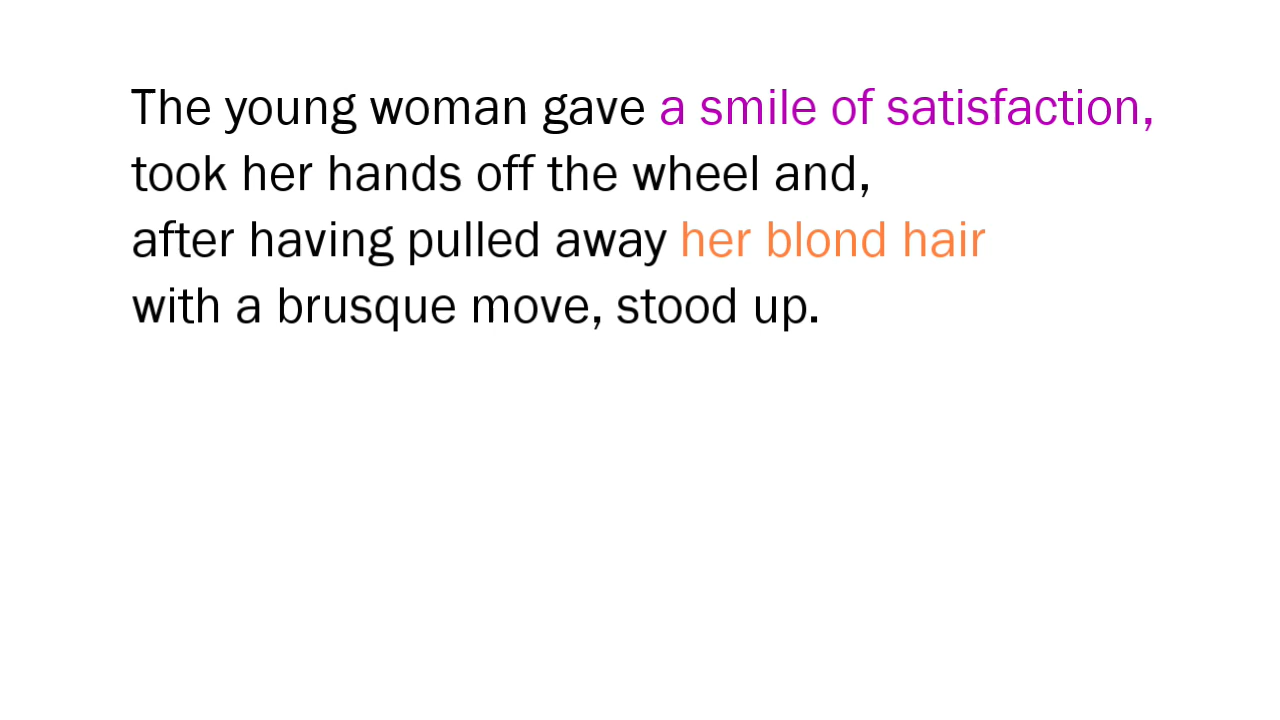 The young woman gave a smile of satisfaction,
took her hands off the wheel and,
after having pulled away her blond hair
with a brusque move, stood up.